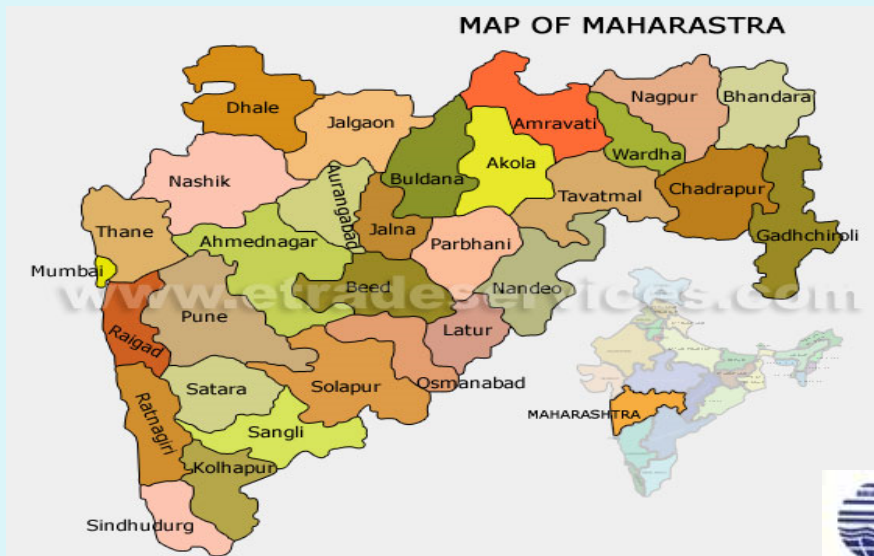 MAP OF MAHARASTRA
Dhale
Jalgaon
Amravati
Nagpur
Bhandara
Nashik
Aurangabad
Buldana
Akola
Wardha
Tavatmal
Chadrapur
Thane
Ahmednagar
Jalna
Parbhani
Gadhchiroli
Mumbai
Beed
Nandeo
www.etradeservices.com
Raigad
Pune
Latur
Satara
Solapur
Osmanabad
MAHARASHTRA
Ratnagiri
Sangli
Kolhapur
Sindhudurg